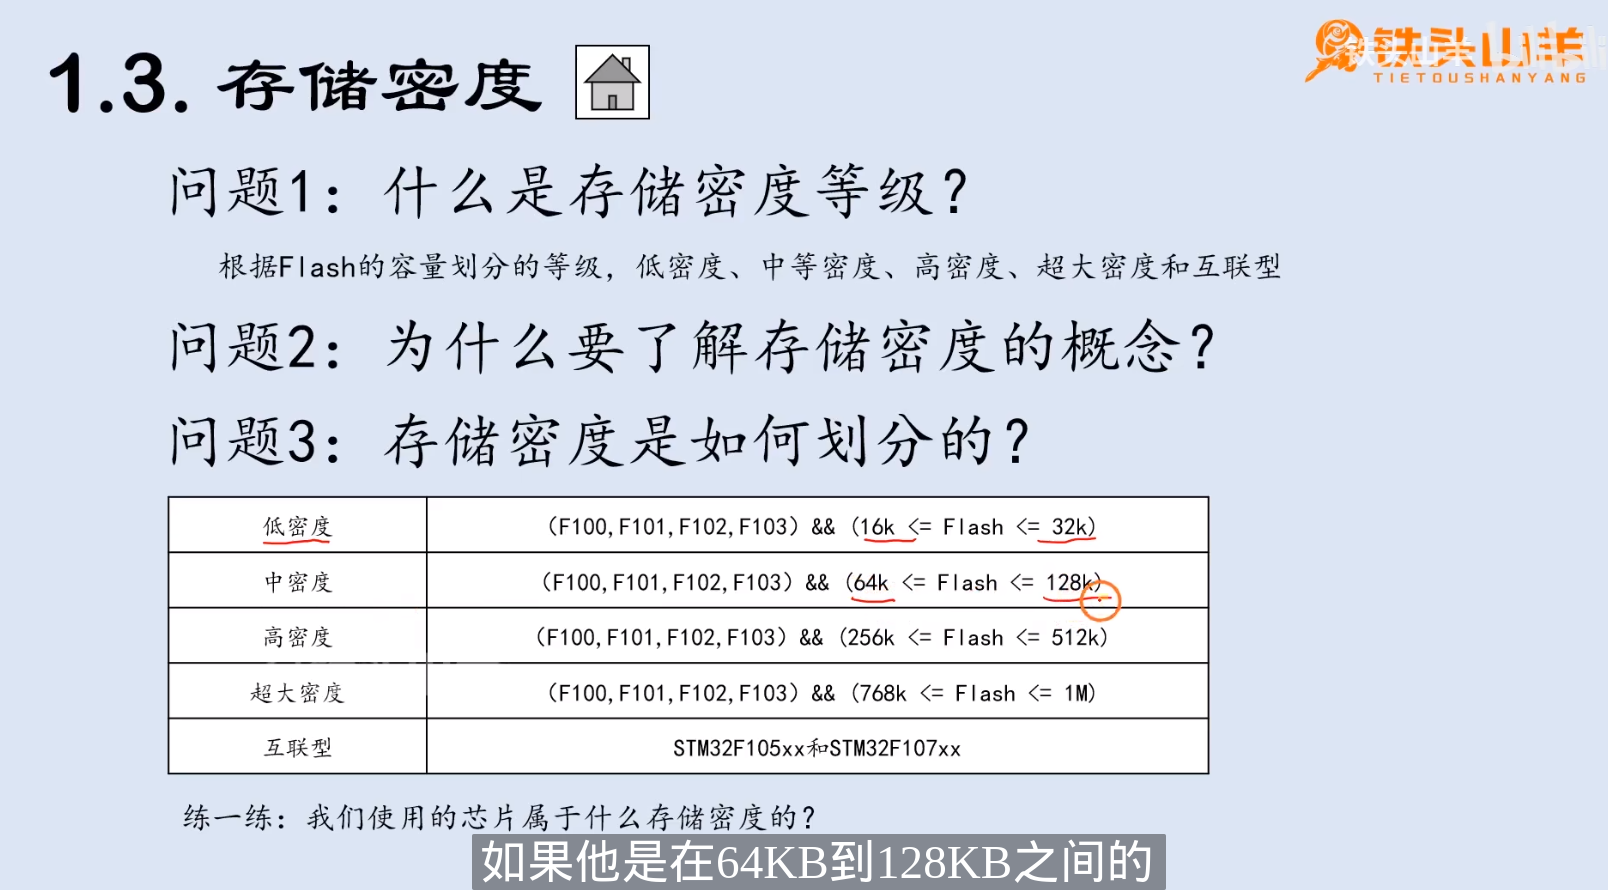 1.3. 存储密度
铁头山羊
TIETOUSHANYANG
问题1：什么是存储密度等级？
根据Flash的容量划分的等级，低密度、中等密度、高密度、超大密度和互联型
问题2：为什么要了解存储密度的概念？
问题3：存储密度是如何划分的？
低密度 （F100,F101,F102,F103）&&（16k <= Flash <= 32k)
中密度 （F100,F101,F102,F103）&&（64k <= Flash <= 128k)
高密度 （F100,F101,F102,F103）&&（256k <= Flash <= 512k)
超大密度 （F100,F101,F102,F103）&&（768k <= Flash <= 1M)
互联型 STM32F105xx和STM32F107xx
练一练：我们使用的芯片属于什么存储密度的？
如果他是在64KB到128KB之间的